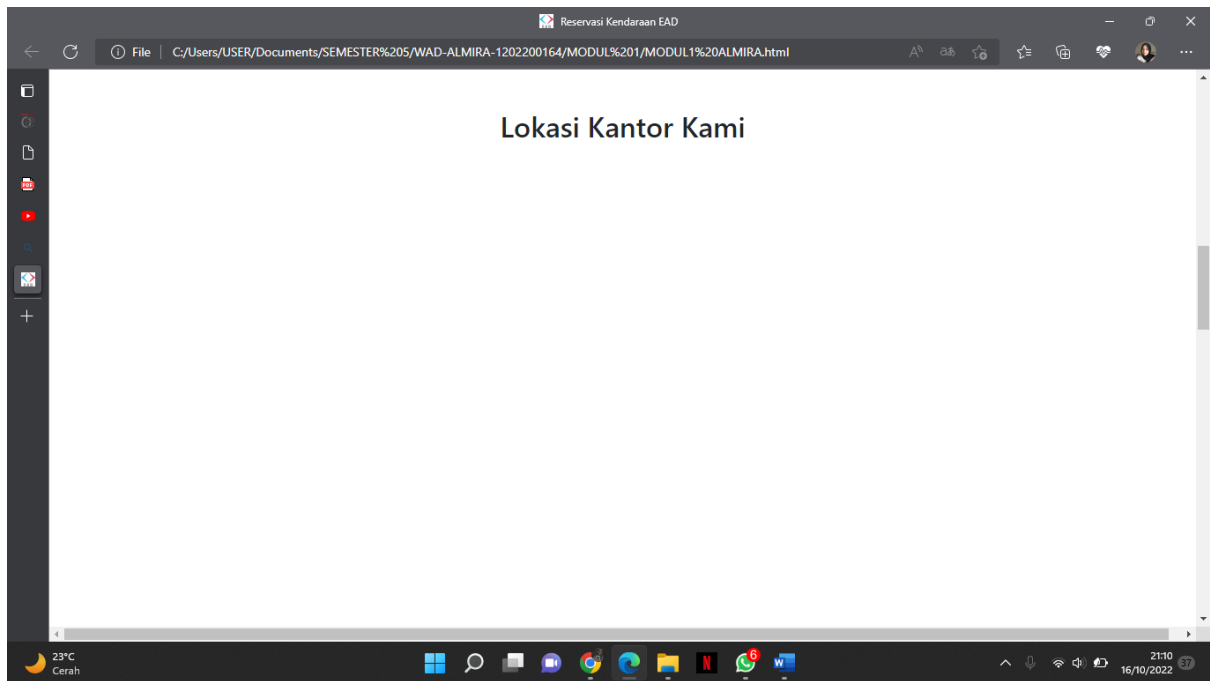 Reservasi Kendaraan EAD
File
C:/Users/USER/Documents/SEMESTER%205/WAD-ALMIRA-1202200164/MODUL%201/MODUL1%20ALMIRA.html
Lokasi Kantor Kami
PDF
23°C
Cerah
6
21:10
16/10/2022
37